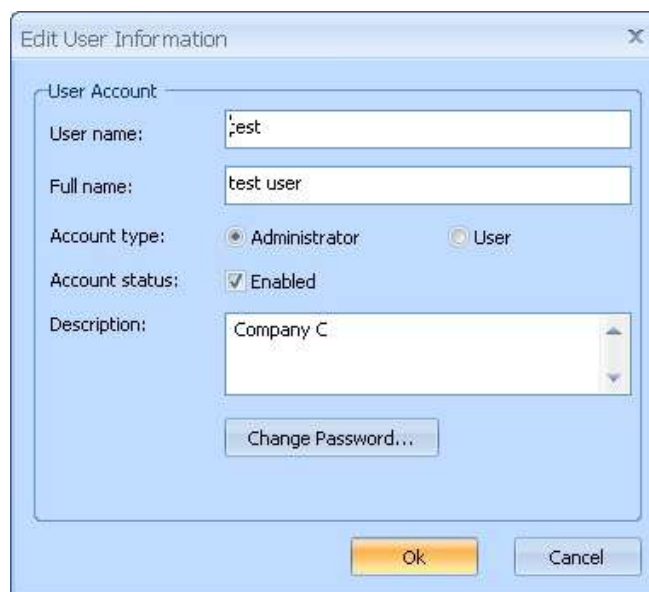 Edit User Information
User Account
User name: test
Full name: test user
Account type: Administrator User
Account status: Enabled
Description: Company C
Change Password...
Ok Cancel